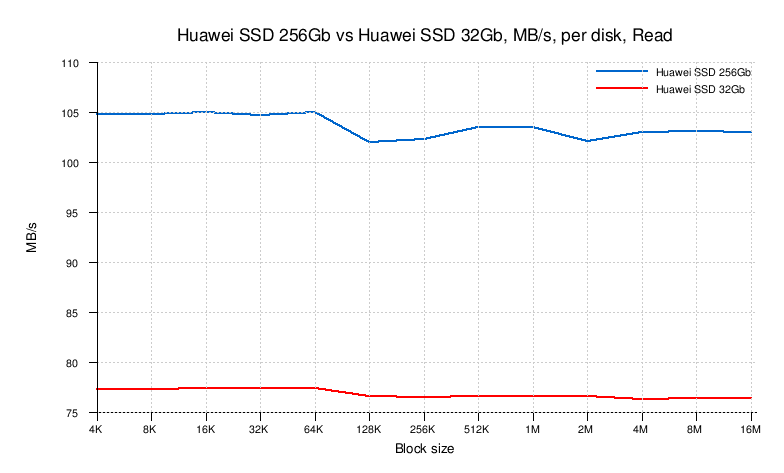 Huawei SSD 256Gb vs Huawei SSD 32Gb, MB/s, per disk, Read
110
Huawei SSD 256Gb
Huawei SSD 32Gb
105
100
95
MB/s
90
85
80
75
4K 8K 16K 32K 64K 128K 256K 512K 1M 2M 4M 8M 16M
Block size